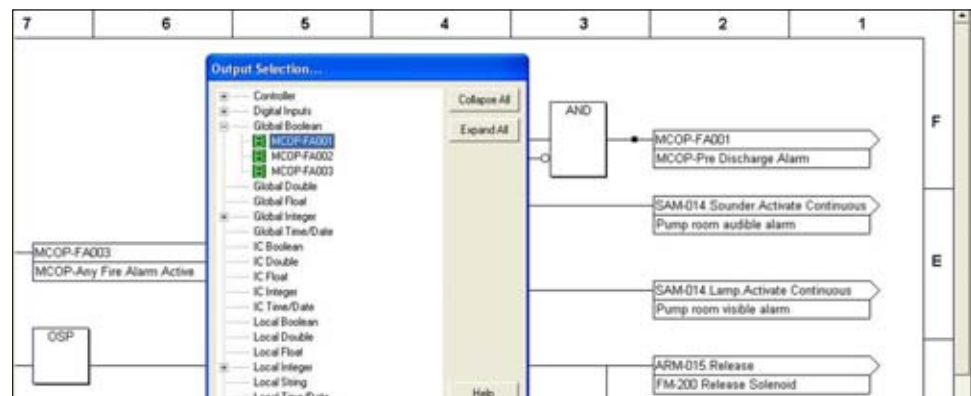 7 6 5 4 3 2 1
Output Selection...
Controller
Digital Inputs
Global Boolean
MCOP-FA001
MCOP-FA002
MCOP-FA003
Global Double
Global Float
Global Integer
Global Time/Date
IC Boolean
IC Double
IC Float
IC Integer
IC Time/Date
Local Boolean
Local Double
Local Float
Local Integer
Local String
Local Time/Date
Collapse All
Expand All
Help
MCOP-FA003
MCOP-Any Fire Alarm Active
OSP
AND
MCOP-FA001
MCOP-Pre Discharge Alarm
SAM-014.Sounder.Activate Continuous
Pump room audible alarm
SAM-014.Lamp.Activate Continuous
Pump room visible alarm
ARM-015.Release
FM-200 Release Solenoid
F
E